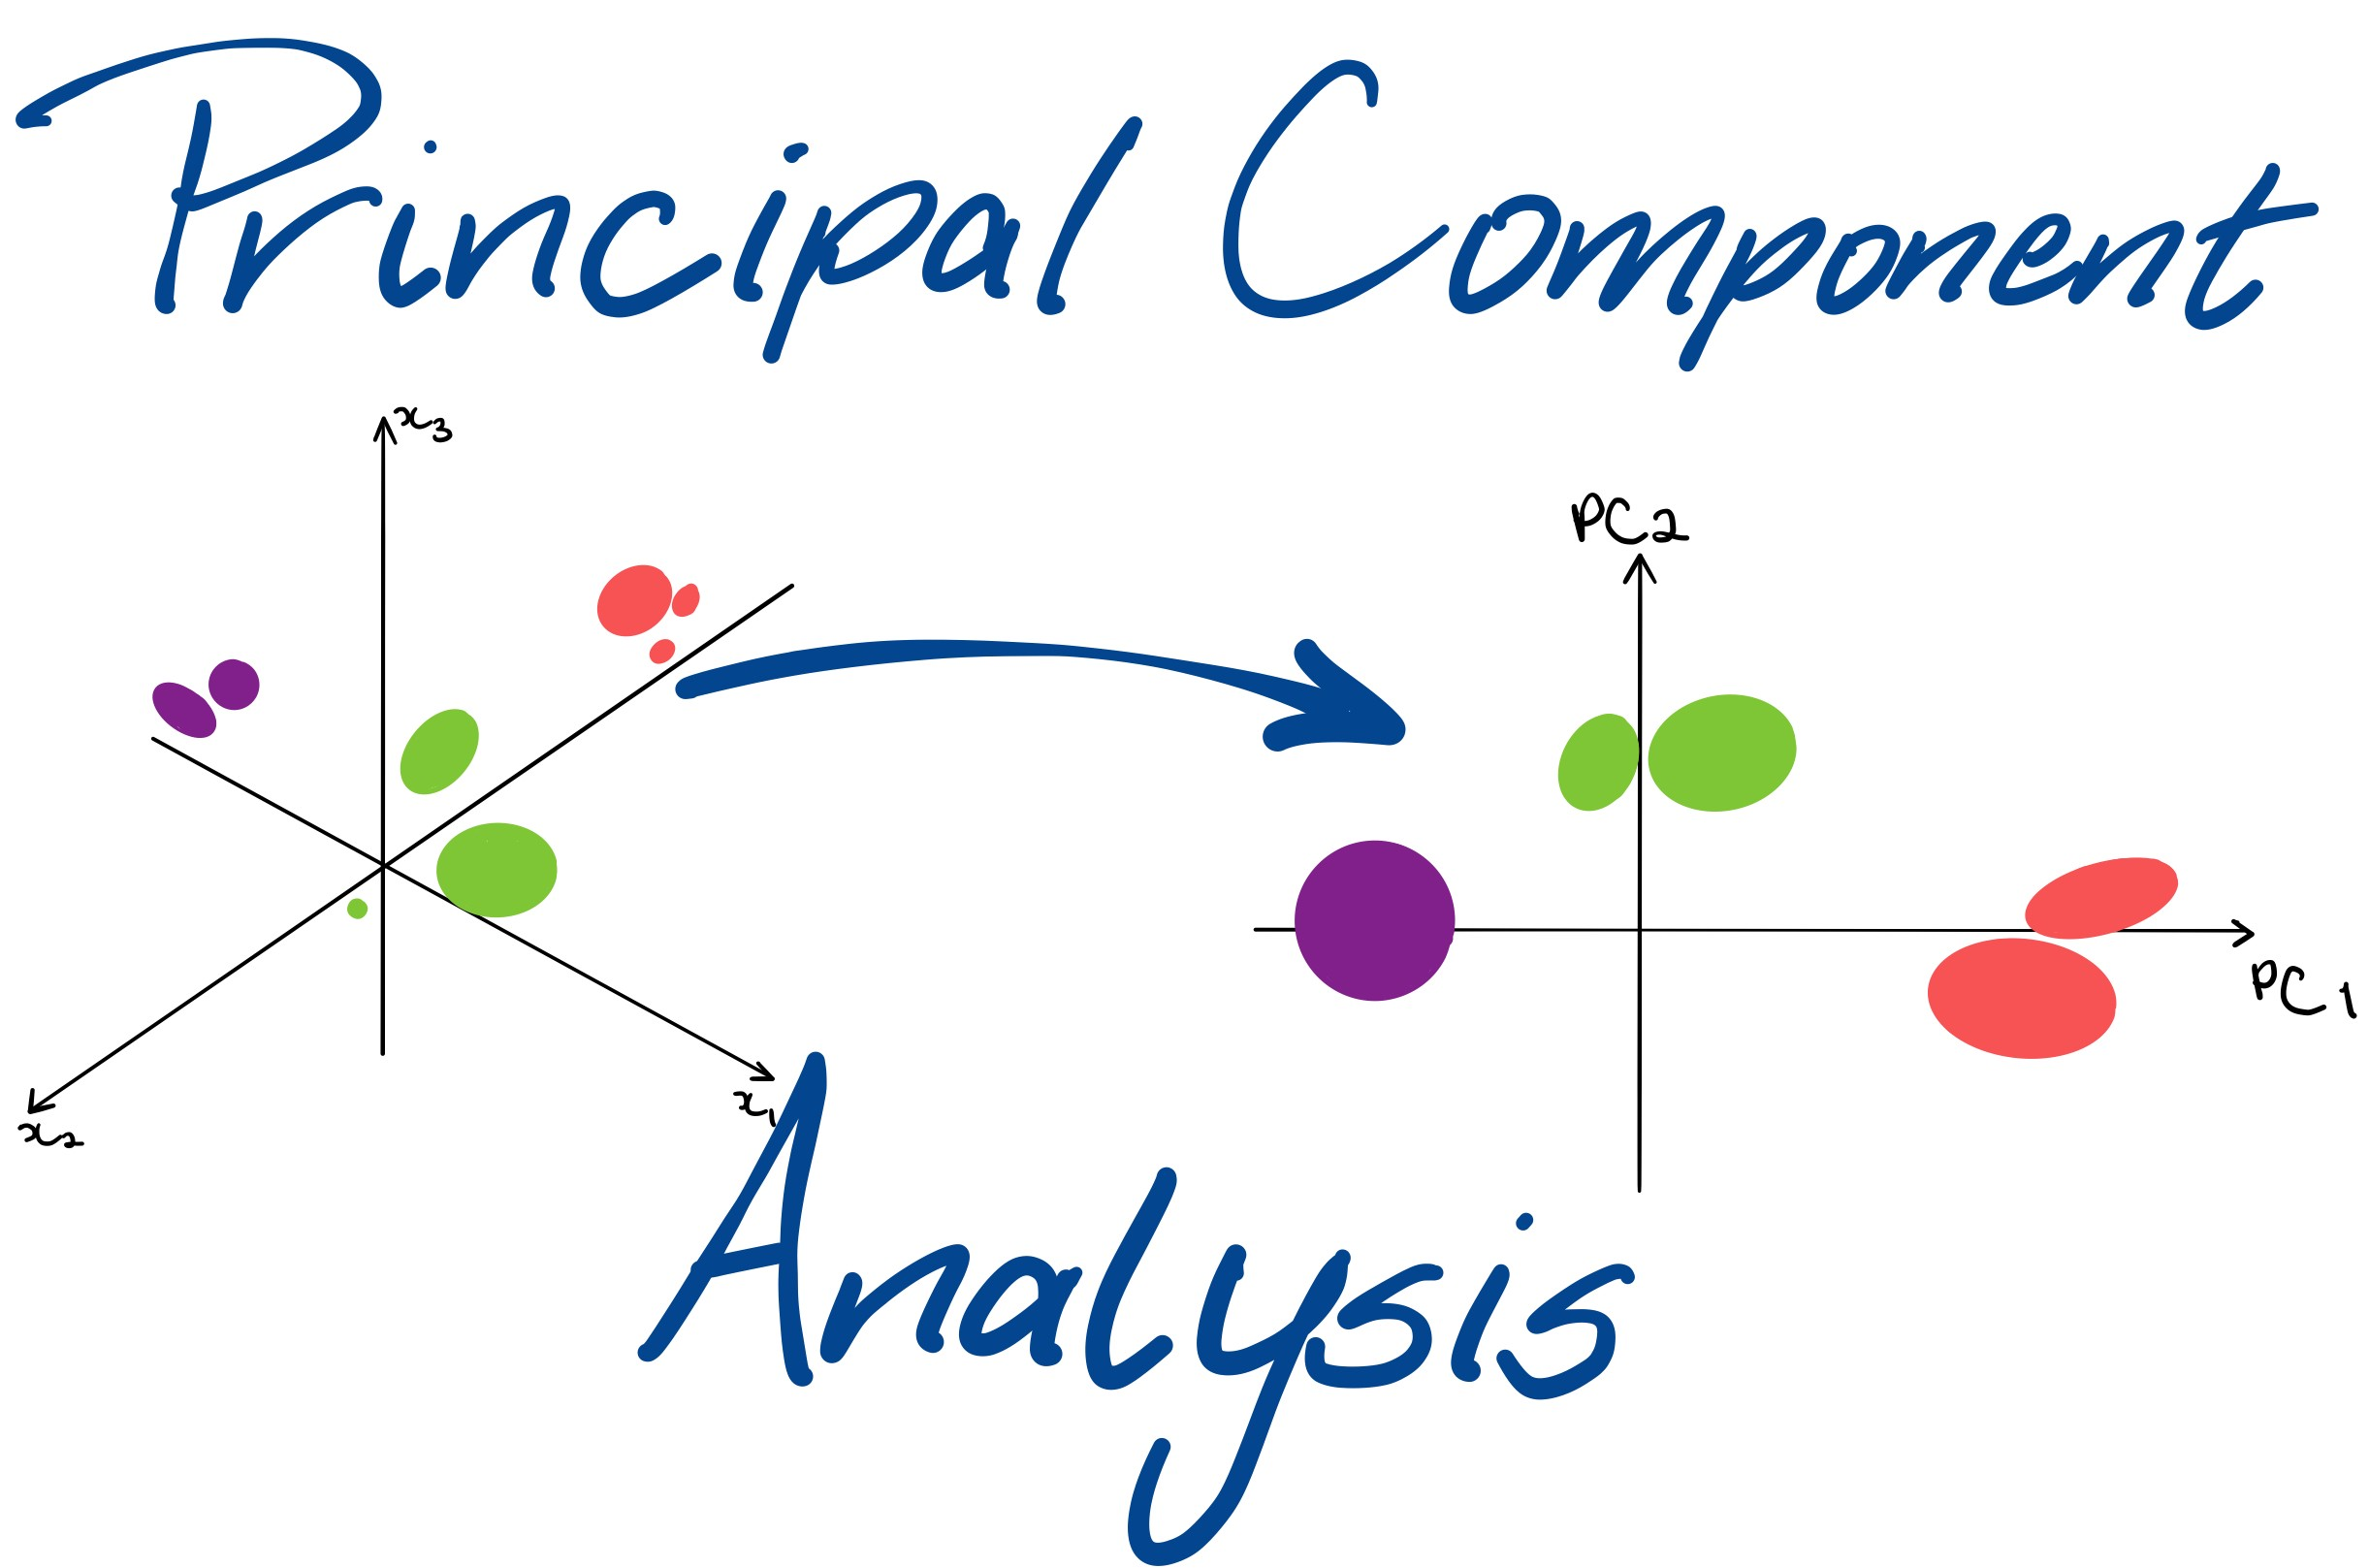 Principal Component
x₃
PC2
PC1
x₁
x₂
Analysis